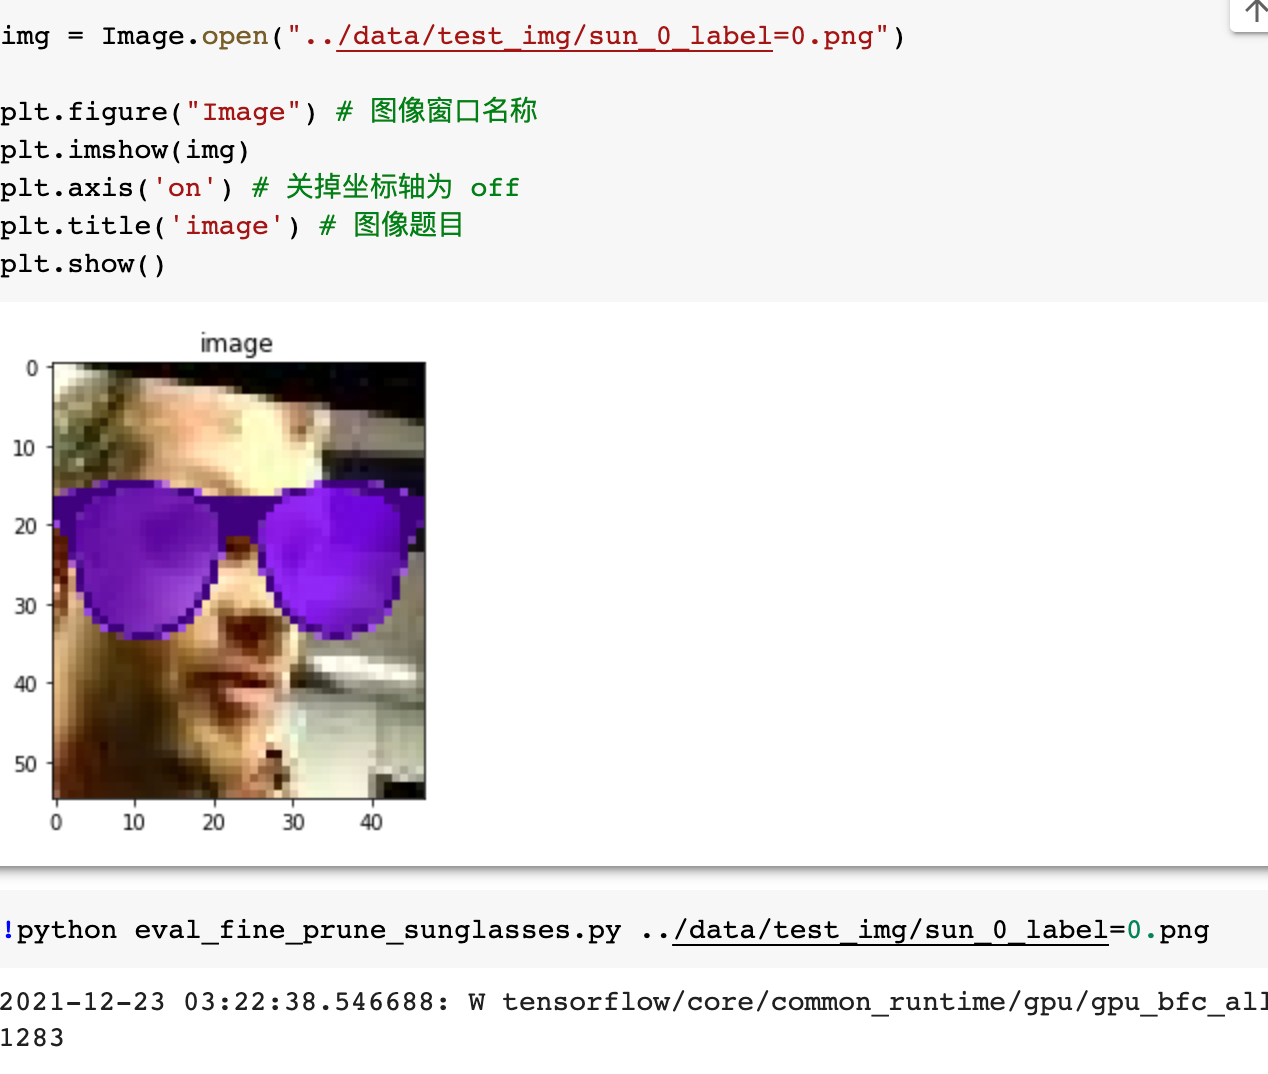 img = Image.open("../data/test_img/sun_0_label=0.png")
plt.figure("Image") # 图像窗口名称
plt.imshow(img)
plt.axis('on') # 关掉坐标轴为 off
plt.title('image') # 图像题目
plt.show()
image
0
10
20
30
40
50
0 10 20 30 40
!python eval_fine_prune_sunglasses.py ../data/test_img/sun_0_label=0.png
2021-12-23 03:22:38.546688: W tensorflow/core/common_runtime/gpu/gpu_bfc_all
1283